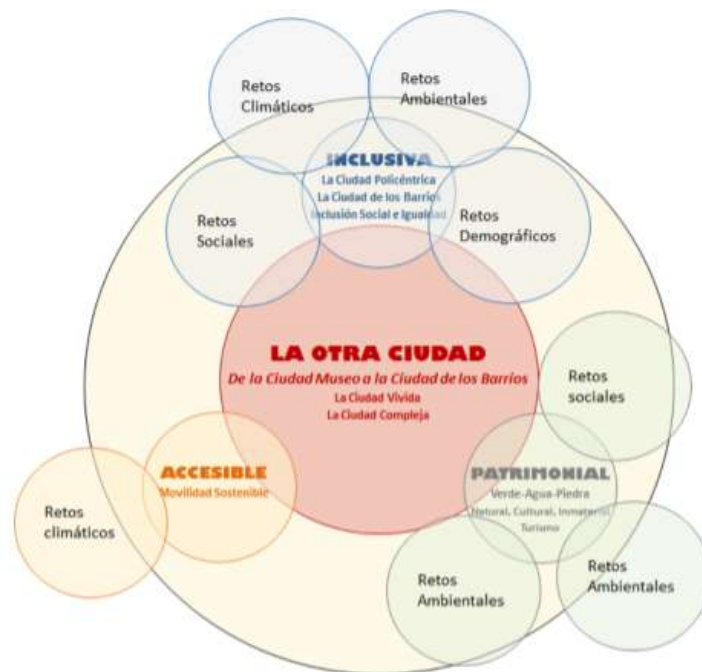 Retos
Climáticos
Retos
Ambientales
INCLUSIVA
La Ciudad Policéntrica
La Ciudad de los Barrios
Inclusión Social e Igualdad
Retos
Sociales
Retos
Demográficos
LA OTRA CIUDAD
De la Ciudad Museo a la Ciudad de los Barrios
La Ciudad Vivida
La Ciudad Compleja
Retos
sociales
ACCESIBLE
Movilidad Sostenible
PATRIMONIAL
Verde-Agua-Piedra
Natural, Cultural, Inmaterial
Turismo
Retos
climáticos
Retos
Ambientales
Retos
Ambientales